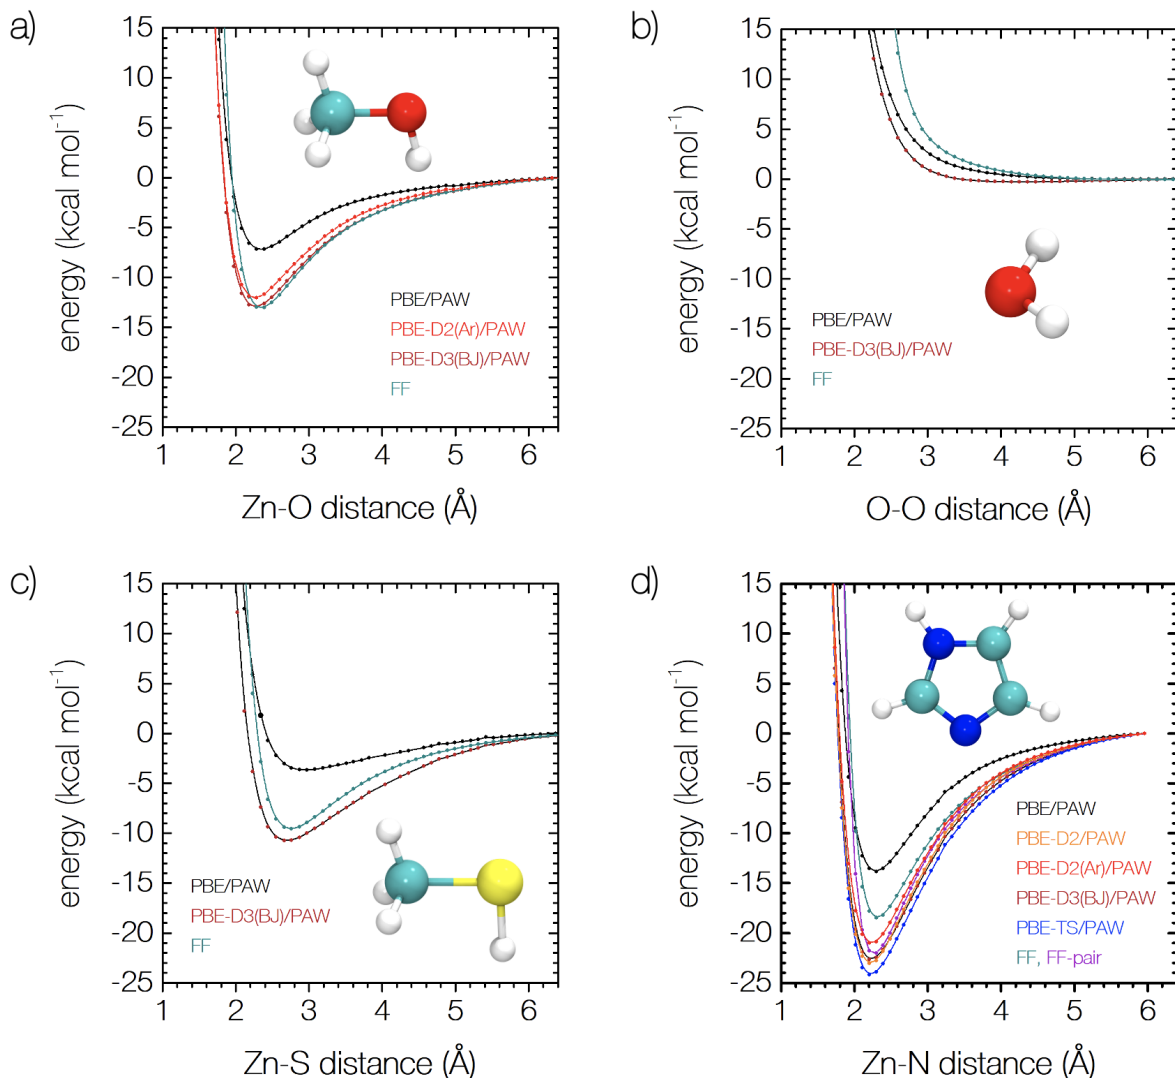 a)
15
10
5
0
-5
-10
-15
-20
-25
energy (kcal mol⁻¹)
PBE/PAW
PBE-D2(Ar)/PAW
PBE-D3(BJ)/PAW
FF
1 2 3 4 5 6
Zn-O distance (Å)
b)
15
10
5
0
-5
-10
-15
-20
-25
energy (kcal mol⁻¹)
PBE/PAW
PBE-D3(BJ)/PAW
FF
1 2 3 4 5 6
O-O distance (Å)
c)
15
10
5
0
-5
-10
-15
-20
-25
energy (kcal mol⁻¹)
PBE/PAW
PBE-D3(BJ)/PAW
FF
1 2 3 4 5 6
Zn-S distance (Å)
d)
15
10
5
0
-5
-10
-15
-20
-25
energy (kcal mol⁻¹)
PBE/PAW
PBE-D2/PAW
PBE-D2(Ar)/PAW
PBE-D3(BJ)/PAW
PBE-TS/PAW
FF, FF-pair
1 2 3 4 5 6
Zn-N distance (Å)